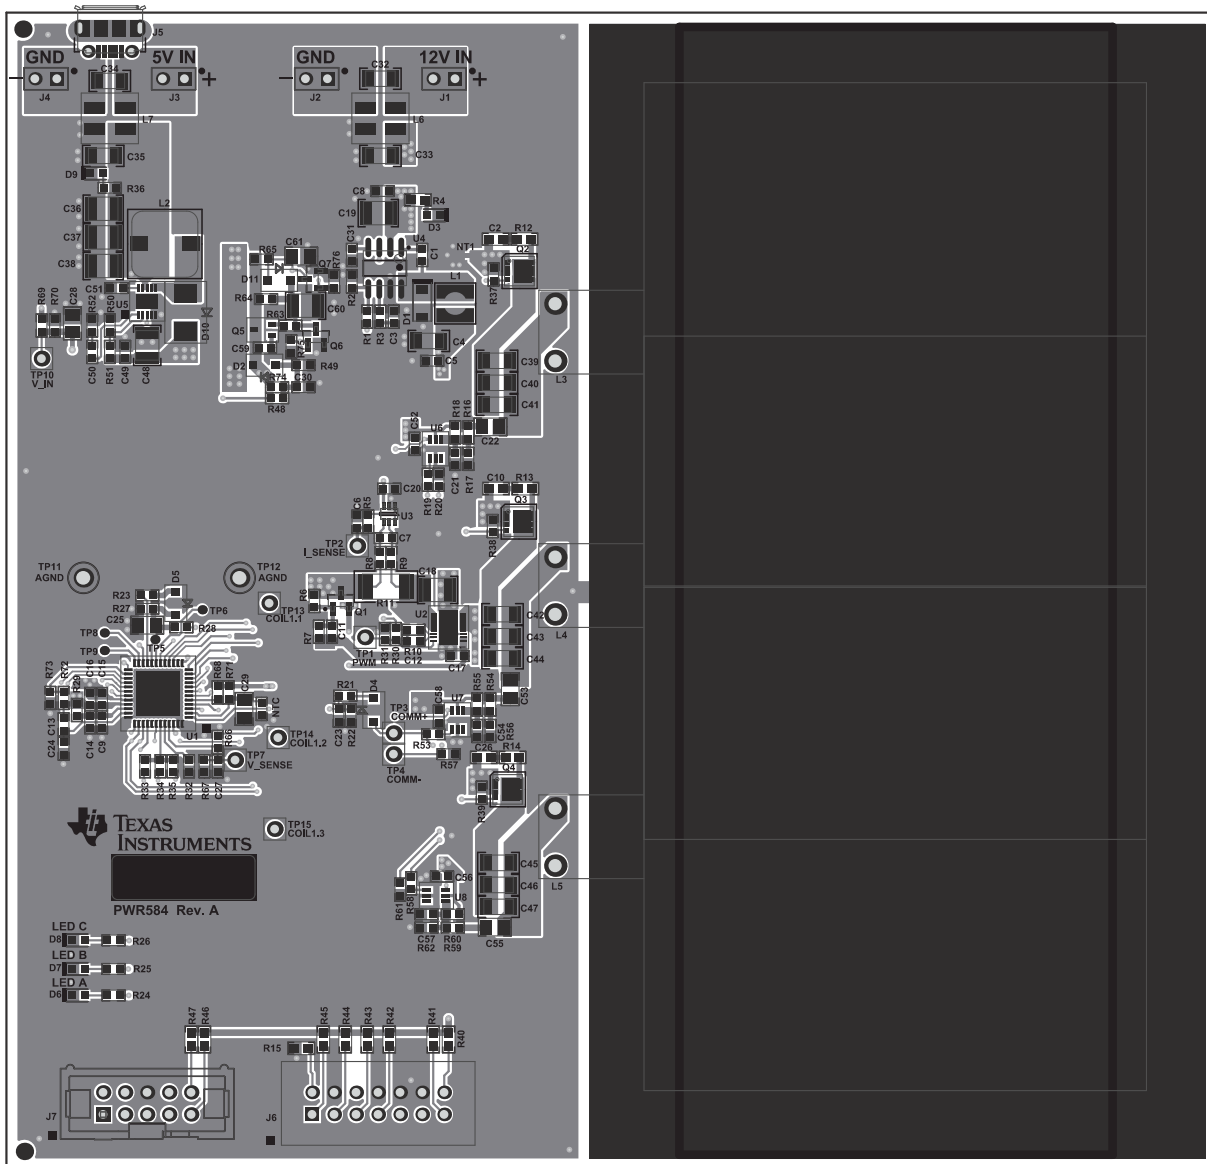 J5
GND
5V IN
GND
12V IN
C34
C32
J4
J3
+
J2
J1
+
L7
L6
C35
C33
D9
R36
C8
R4
C36
L2
C19
D3
C37
C31
U4
C1
NT1
C2
R12
Q2
C38
R65
C61
Q7
R76
D11
R2
L1
R37
C51
R69
R70
C28
R52
U5
R50
D10
R64
C60
R63
R1
R3
C3
D1
Q5
R75
Q6
C4
L3
C59
C5
C39
TP10
V_IN
C50
R51
C49
C48
D2
R74
R49
C30
C40
C41
R48
C52
U6
R18
R16
C22
R19
R20
C21
R17
C20
C10
R13
C6
R5
U3
Q3
TP2
I_SENSE
C7
R38
R8
R9
TP11
AGND
TP12
AGND
R23
D5
R27
TP6
C25
R28
TP13
COIL1.1
R6
Q1
R11
C18
U2
C42
L4
TP8
TP5
R7
C11
C43
TP9
TP1
PWM
R31
R30
R10
C12
C17
C44
R73
R72
R29
C16
C15
R68
R71
C29
NTC
R21
D4
TP3
COMM+
C58
U7
R55
R54
C53
C13
C24
C14
C9
U1
R66
TP14
COIL1.2
C23
R22
R53
C54
R56
TP7
V_SENSE
TP4
COMM-
R57
C26
R14
Q4
R33
R34
R35
R32
R67
C27
R39
TEXAS
INSTRUMENTS
TP15
COIL1.3
PWR584 Rev. A
C45
C46
L5
C47
R61
R58
C56
U8
C57
R62
R60
R59
C55
LED C
D8
R26
LED B
D7
R25
LED A
D6
R24
R47
R46
R45
R44
R43
R42
R41
R40
R15
J7
J6